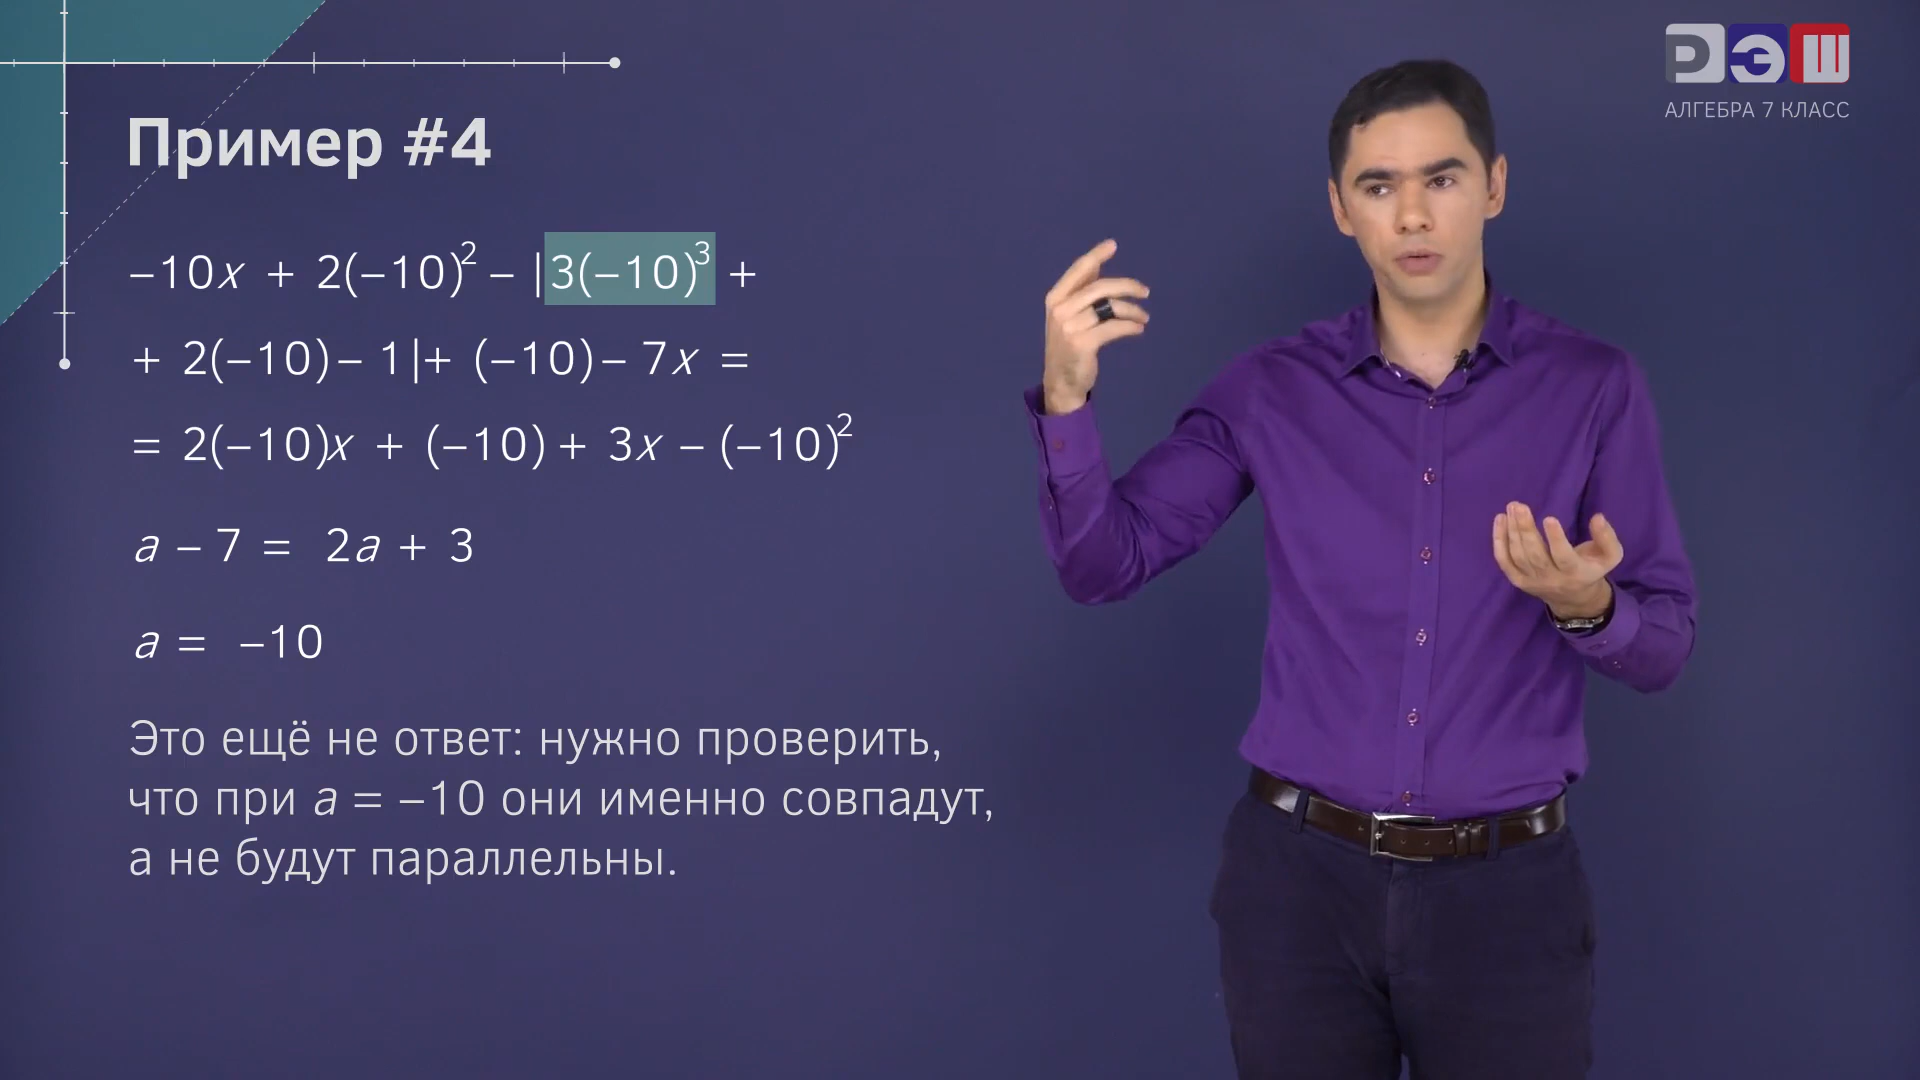 РЭШ
АЛГЕБРА 7 КЛАСС
Пример #4
−10x + 2(−10)² − |3(−10)³ +
+ 2(−10) − 1|+ (−10) − 7x =
= 2(−10)x + (−10) + 3x − (−10)²
a − 7 = 2a + 3
a = −10
Это ещё не ответ: нужно проверить,
что при a = −10 они именно совпадут,
а не будут параллельны.